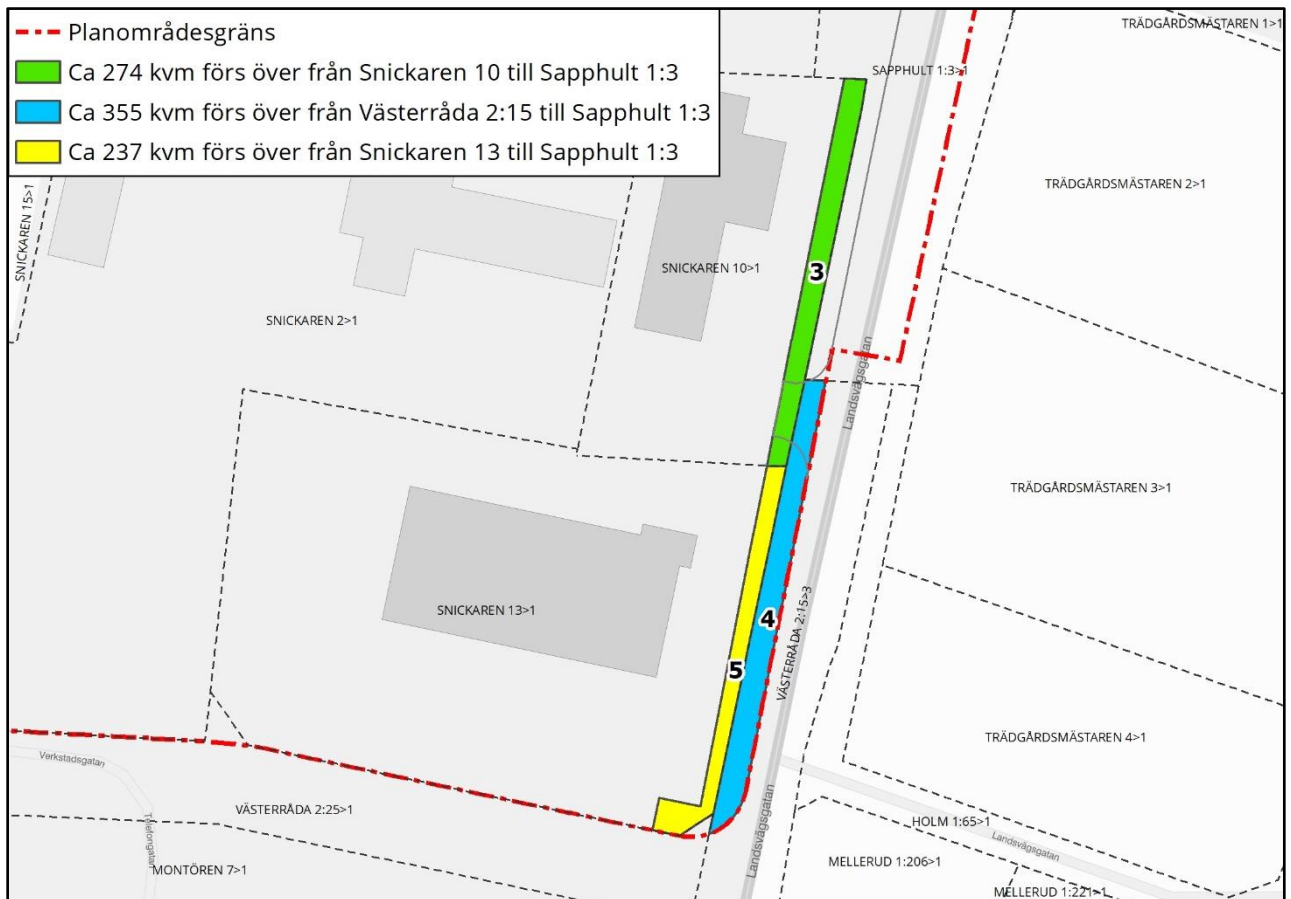 Planområdesgräns
Ca 274 kvm förs över från Snickaren 10 till Sapphult 1:3
Ca 355 kvm förs över från Västerråda 2:15 till Sapphult 1:3
Ca 237 kvm förs över från Snickaren 13 till Sapphult 1:3
TRÄDGÅRDSMÄSTAREN 1>1
SAPPHULT 1:3>1
TRÄDGÅRDSMÄSTAREN 2>1
SNICKAREN 15>1
SNICKAREN 10>1
3
SNICKAREN 2>1
Landsvägsgatan
TRÄDGÅRDSMÄSTAREN 3>1
SNICKAREN 13>1
4
VÄSTERRÅDA 2:15>3
5
TRÄDGÅRDSMÄSTAREN 4>1
Verkstadsgatan
VÄSTERRÅDA 2:25>1
Telefongatan
Landsvägsgatan
HOLM 1:65>1
Landsvägsgatan
MONTÖREN 7>1
MELLERUD 1:206>1
MELLERUD 1:221>1